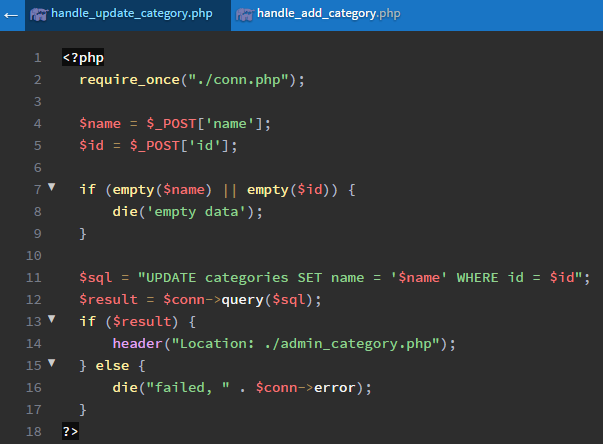 ← handle_update_category.php handle_add_category.php
1 <?php
2 require_once("./conn.php");
3
4 $name = $_POST['name'];
5 $id = $_POST['id'];
6
7 ▼ if (empty($name) || empty($id)) {
8 die('empty data');
9 }
10
11 $sql = "UPDATE categories SET name = '$name' WHERE id = $id";
12 $result = $conn->query($sql);
13 ▼ if ($result) {
14 header("Location: ./admin_category.php");
15 ▼ } else {
16 die("failed, " . $conn->error);
17 }
18 ?>